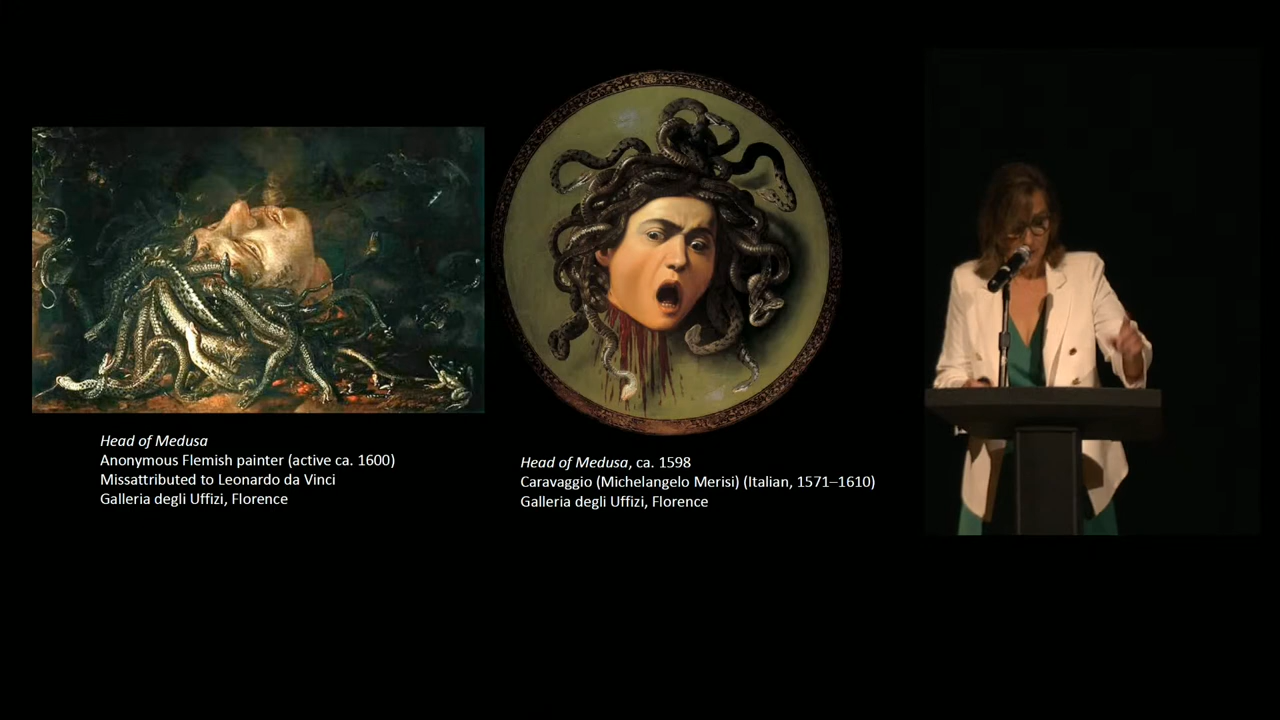 Head of Medusa
Anonymous Flemish painter (active ca. 1600)
Missattributed to Leonardo da Vinci
Galleria degli Uffizi, Florence
Head of Medusa, ca. 1598
Caravaggio (Michelangelo Merisi) (Italian, 1571–1610)
Galleria degli Uffizi, Florence